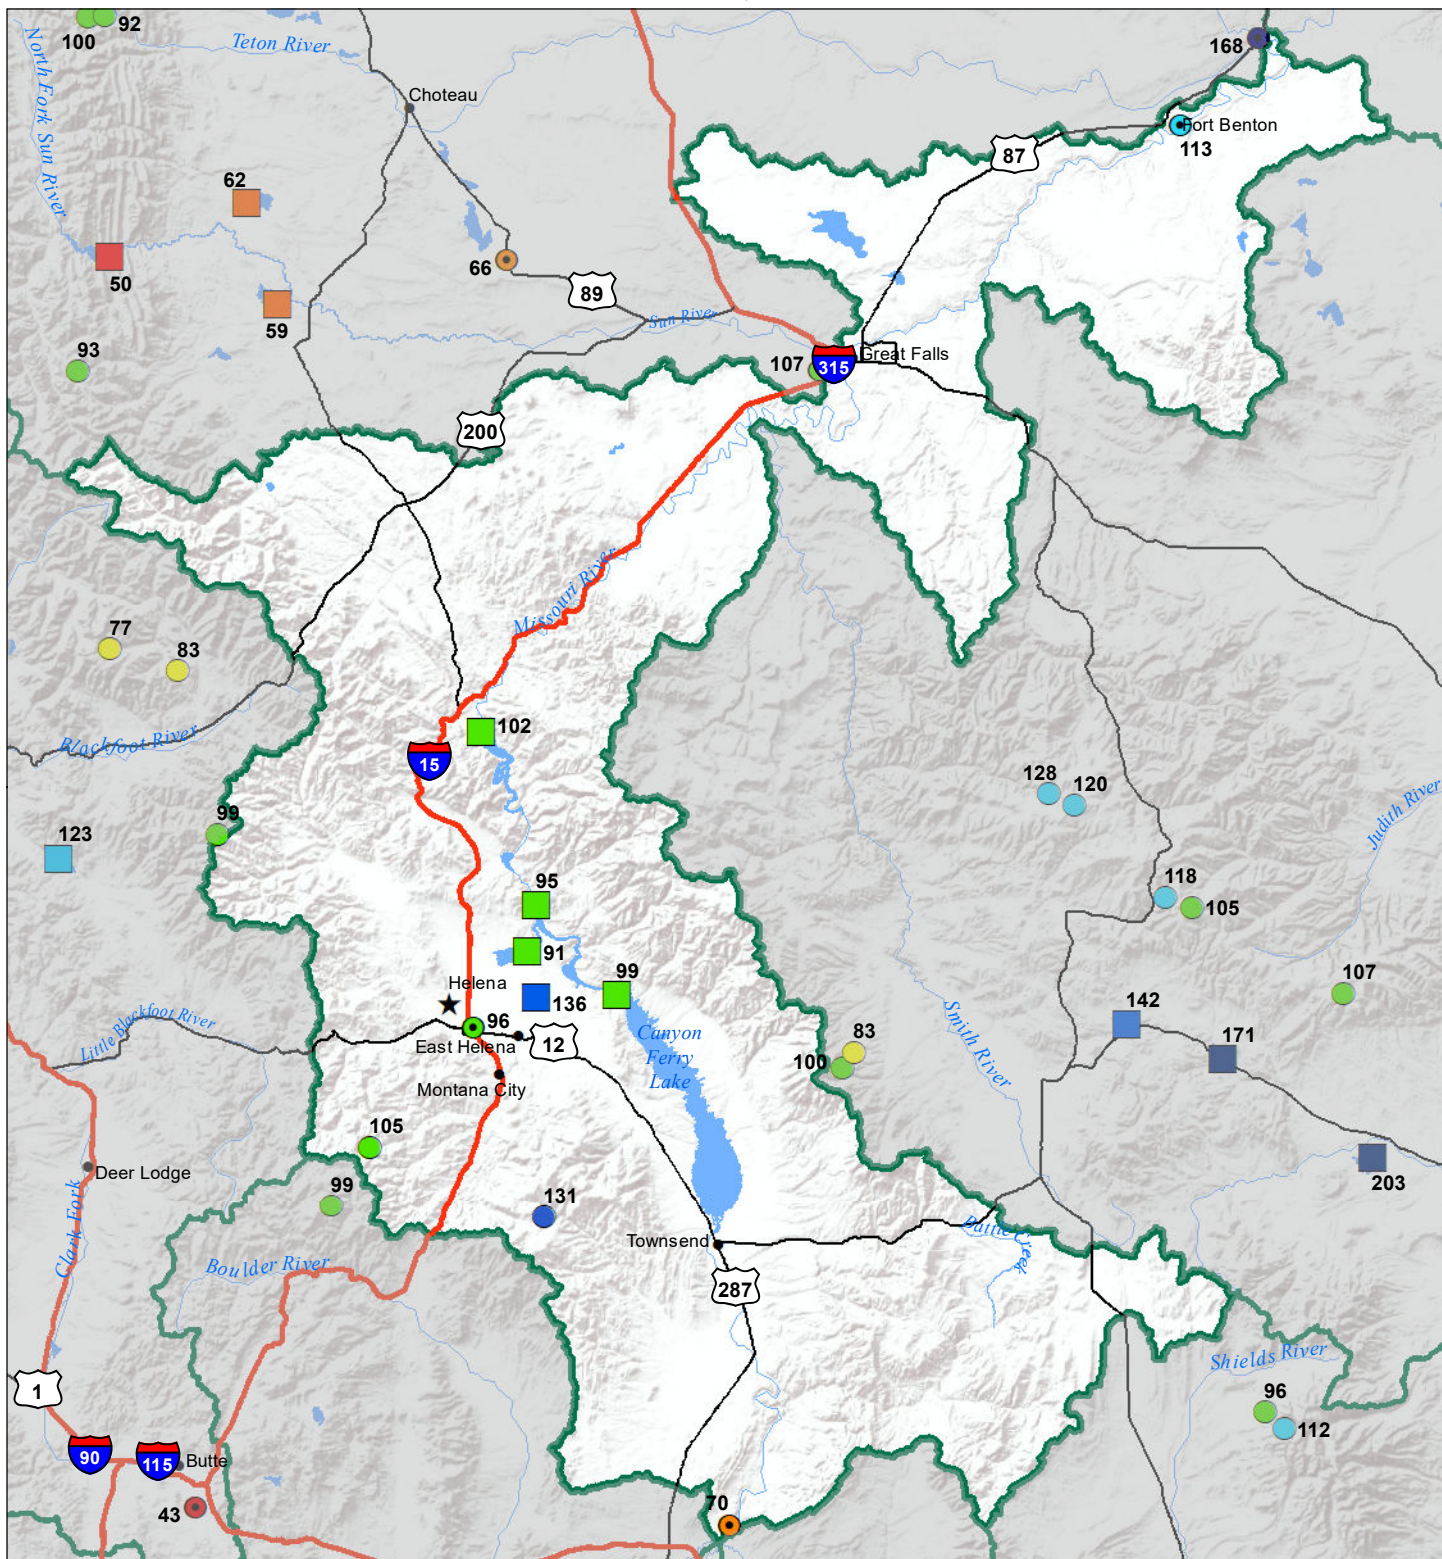 100
92
North Fork Sun River
Teton River
168
Choteau
Fort Benton
113
87
62
50
66
89
59
Sun River
93
107
315
Great Falls
200
Missouri River
77
83
Blackfoot River
102
15
128
120
Judith River
99
123
95
118
105
91
99
Helena
136
107
142
96
East Helena
12
Canyon
Ferry
Lake
Smith River
83
100
171
Little Blackfoot River
Montana City
105
Deer Lodge
203
99
131
Clark Fork
Townsend
Battle Creek
Boulder River
287
Shields River
1
96
112
90
115
Butte
43
70